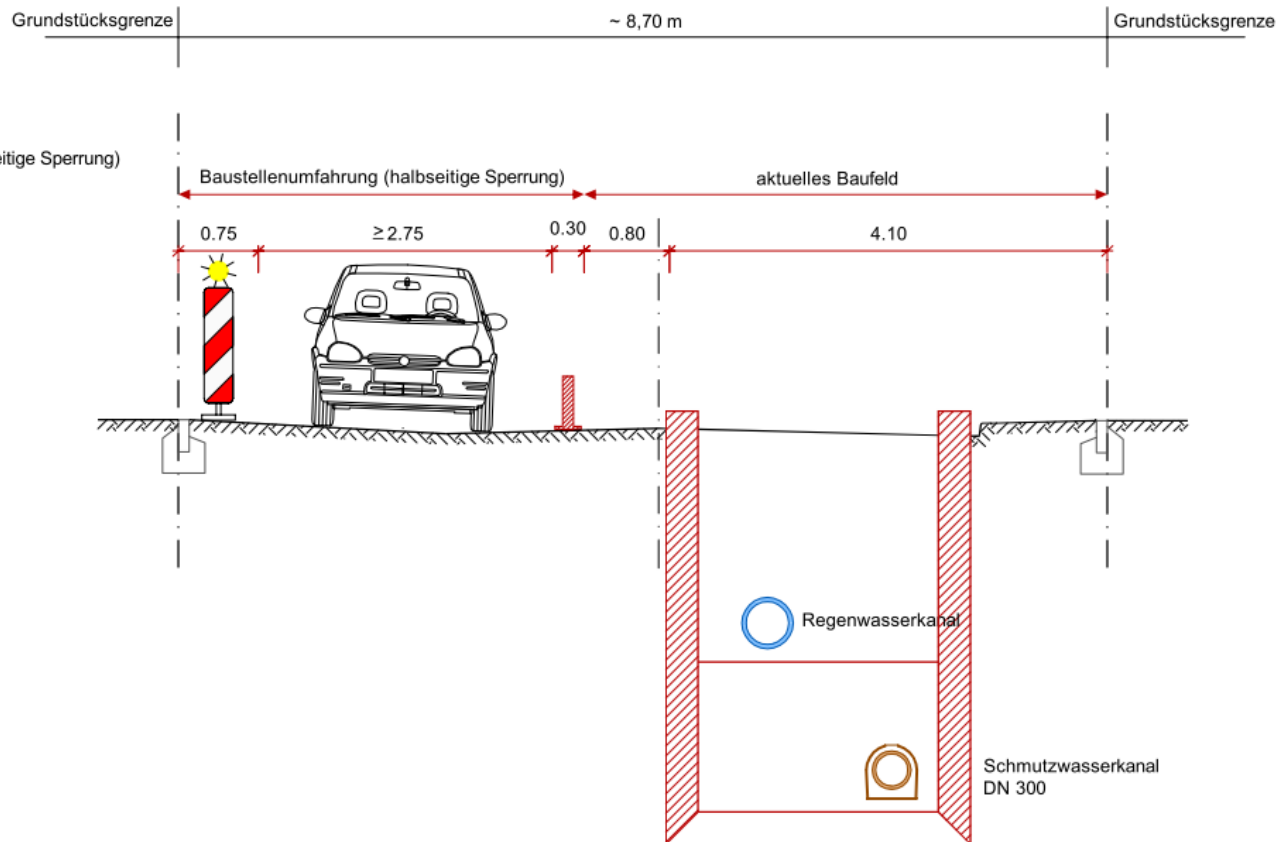 Grundstücksgrenze
~ 8,70 m
Grundstücksgrenze
eitige Sperrung)
Baustellenumfahrung (halbseitige Sperrung)
aktuelles Baufeld
0.75
≥2.75
0.30
0.80
4.10
Regenwasserkanal
Schmutzwasserkanal
DN 300